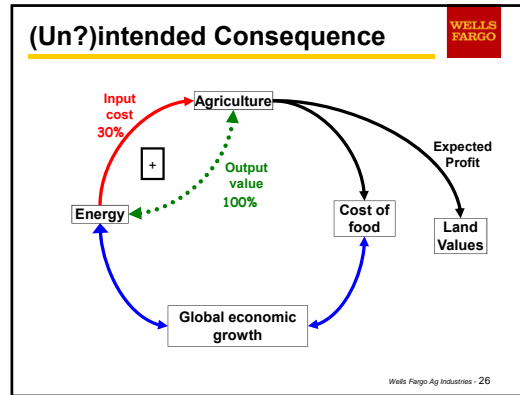 (Un?)intended Consequence
WELLS
FARGO
Input
cost
30%
Agriculture
Expected
Profit
+
Output
value
100%
Energy
Cost of
food
Land
Values
Global economic
growth
Wells Fargo Ag Industries - 26